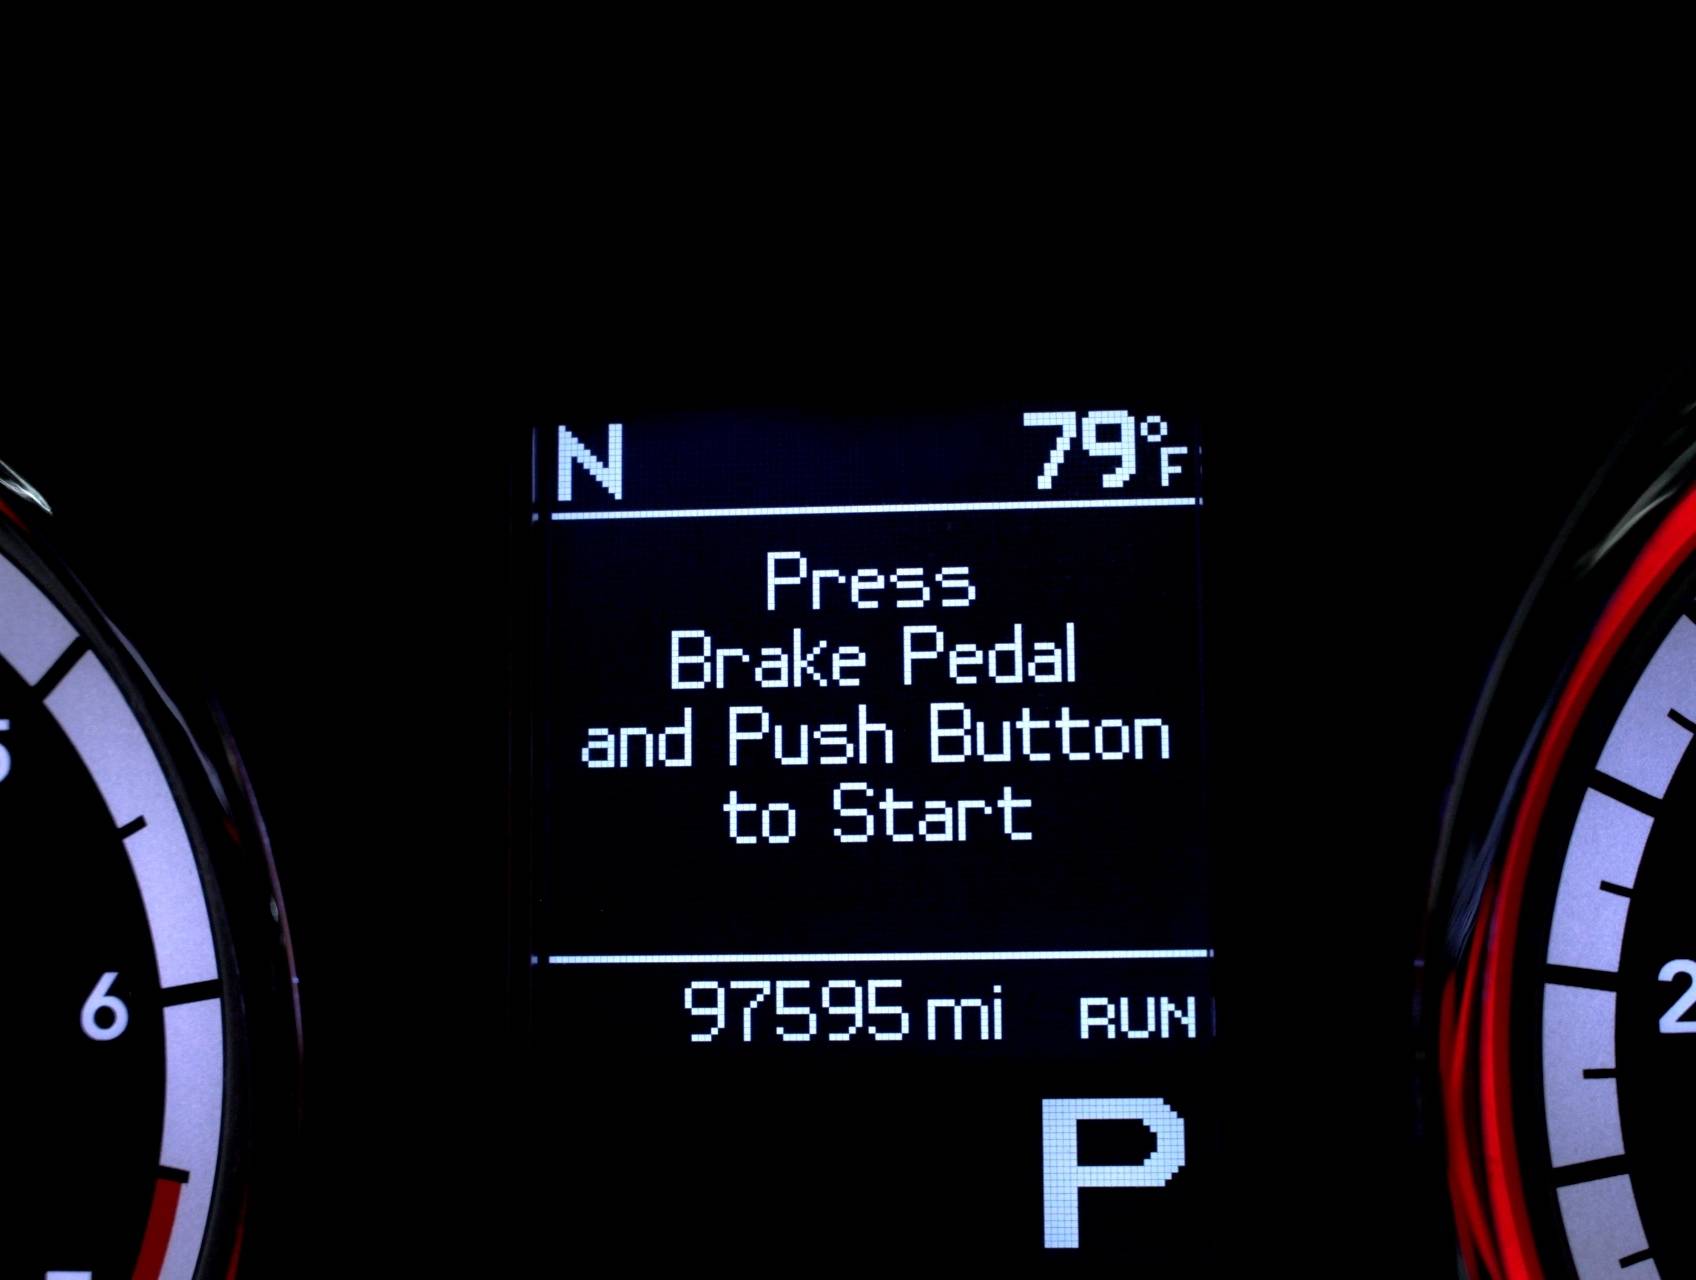 N 79°F
Press
Brake Pedal
and Push Button
to Start
97595 mi RUN
P
6